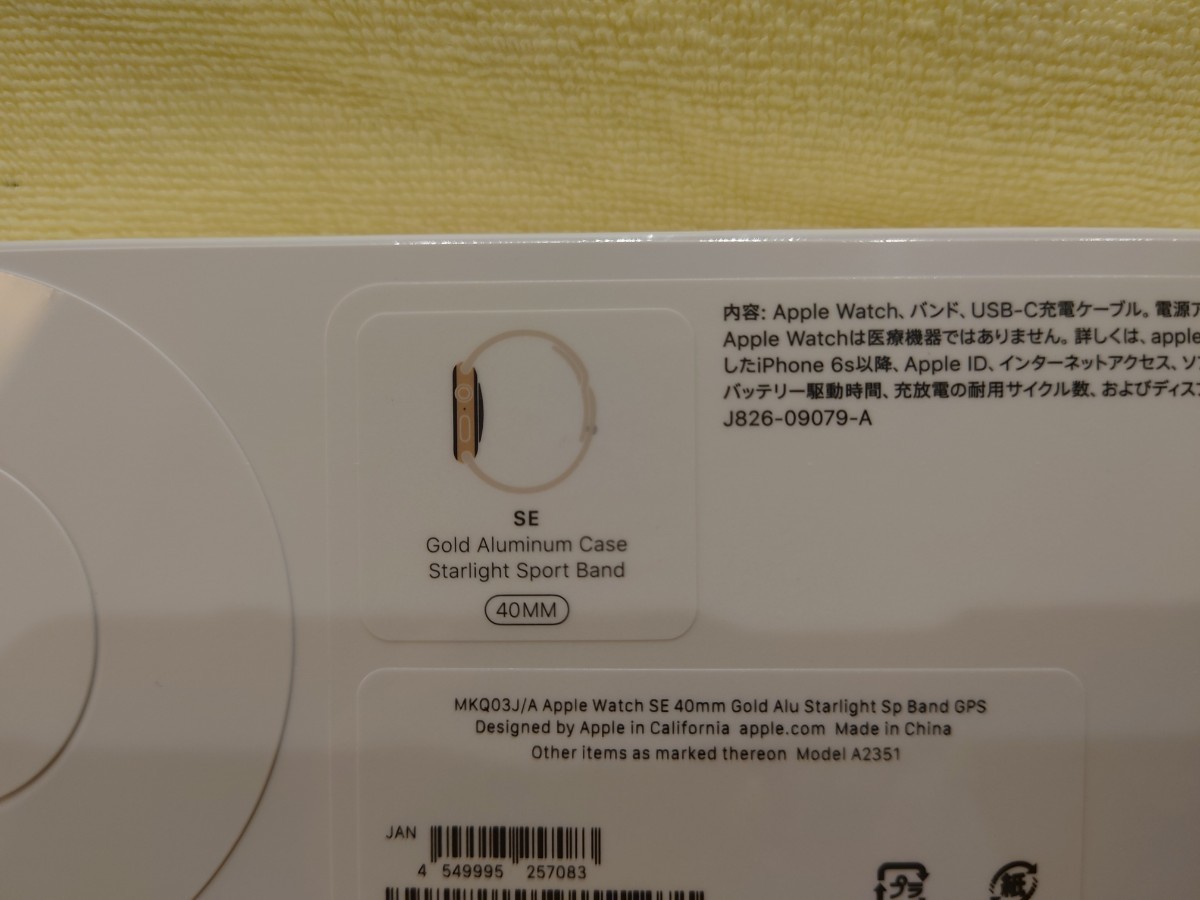 内容: Apple Watch、バンド、USB-C充電ケーブル。電源ア
Apple Watchは医療機器ではありません。詳しくは、apple
したiPhone 6s以降、Apple ID、インターネットアクセス、ソフ
バッテリー駆動時間、充放電の耐用サイクル数、およびディス
J826-09079-A
SE
Gold Aluminum Case
Starlight Sport Band
40MM
MKQ03J/A Apple Watch SE 40mm Gold Alu Starlight Sp Band GPS
Designed by Apple in California apple.com Made in China
Other items as marked thereon Model A2351
JAN
4 549995 257083
プラ
紙